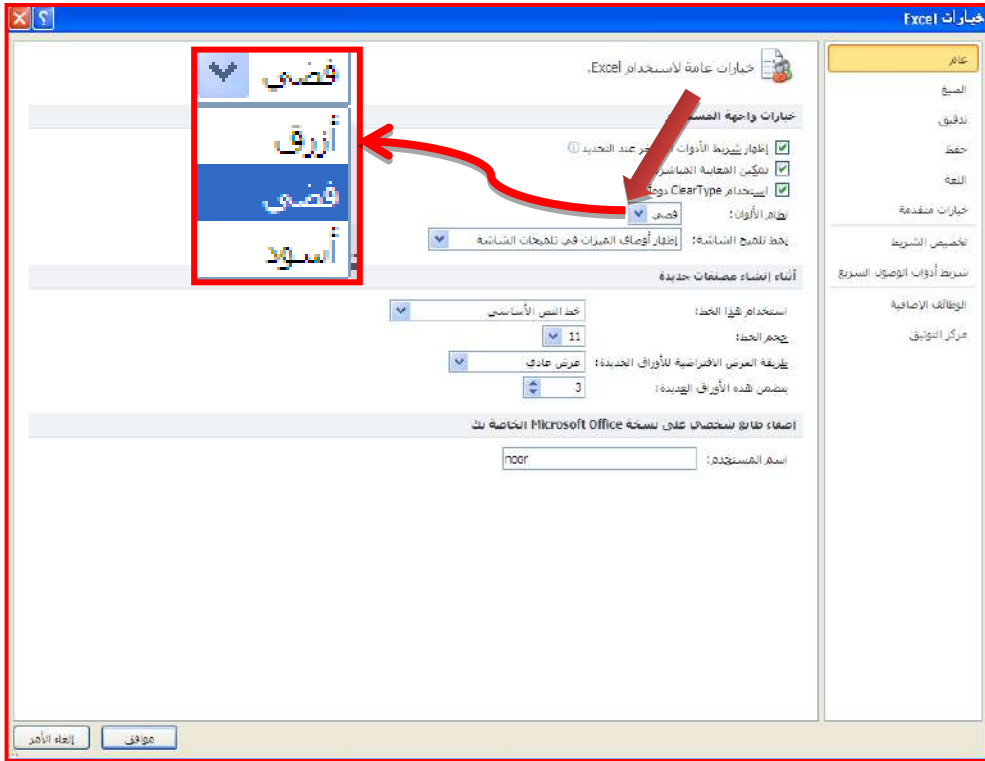 خيارات Excel
عام
الصيغ
تدقيق
حفظ
اللغة
خيارات متقدمة
تخصيص الشريط
شريط أدوات الوصول السريع
الوظائف الإضافية
مركز التوثيق
خيارات عامة لاستخدام Excel.
خيارات واجهة
إظهار شريط الأدوات عند التحديد
تمكين المعاينة
استخدام ClearType
نظام الألوان: فضي
نمط تلميح الشاشة: إظهار أوصاف الميزات في تلميحات الشاشة
فضي
أزرق
فضي
أسود
أثناء إنشاء مصنفات جديدة
استخدام هذا الخط: خط النص الأساسي
حجم الخط: 11
طريقة العرض الافتراضية للأوراق الجديدة: عرض عادي
تضمين هذه الأوراق العديدة: 3
إضفاء طابع شخصي على نسخة Microsoft Office الخاصة بك
اسم المستخدم: noor
موافق
إلغاء الأمر